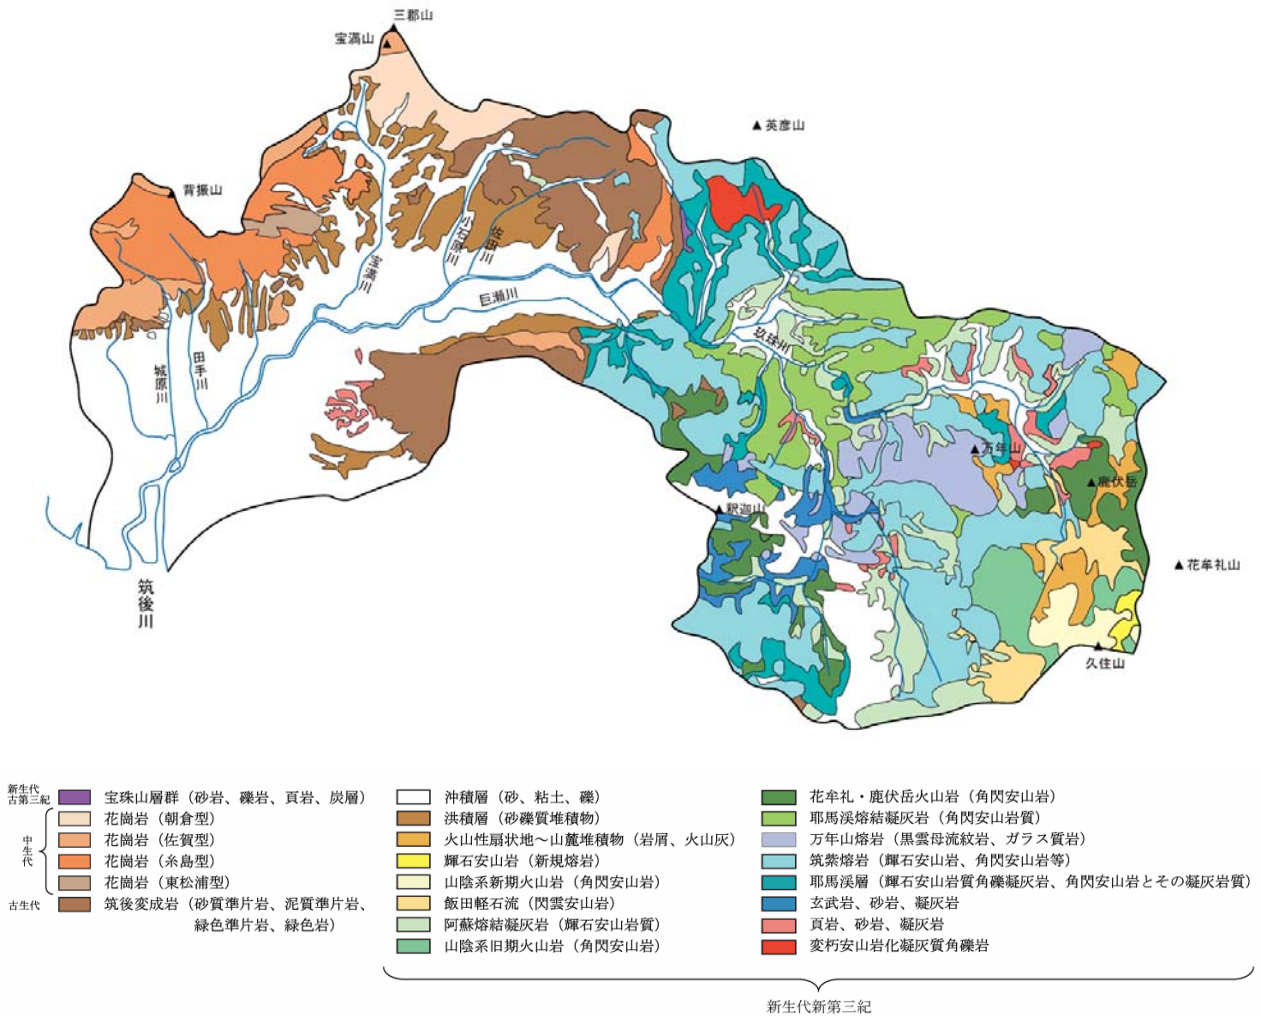 三郡山
宝満山
▲英彦山
背振山
小石原川
佐田川
宝満川
巨瀬川
玖珠川
城原川
田手川
万年山
鹿伏岳
釈迦山
▲花牟礼山
筑後川
久住山
新生代
古第三紀
宝珠山層群（砂岩、礫岩、頁岩、炭層）
中生代
花崗岩（朝倉型）
花崗岩（佐賀型）
花崗岩（糸島型）
花崗岩（東松浦型）
古生代
筑後変成岩（砂質準片岩、泥質準片岩、
緑色準片岩、緑色岩）
沖積層（砂、粘土、礫）
洪積層（砂礫質堆積物）
火山性扇状地～山麓堆積物（岩屑、火山灰）
輝石安山岩（新規熔岩）
山陰系新期火山岩（角閃安山岩）
飯田軽石流（閃雲安山岩）
阿蘇熔結凝灰岩（輝石安山岩質）
山陰系旧期火山岩（角閃安山岩）
花牟礼・鹿伏岳火山岩（角閃安山岩）
耶馬溪熔結凝灰岩（角閃安山岩質）
万年山熔岩（黒雲母流紋岩、ガラス質岩）
筑紫熔岩（輝石安山岩、角閃安山岩等）
耶馬溪層（輝石安山岩質角礫凝灰岩、角閃安山岩とその凝灰岩質）
玄武岩、砂岩、凝灰岩
頁岩、砂岩、凝灰岩
変朽安山岩化凝灰質角礫岩
新生代新第三紀